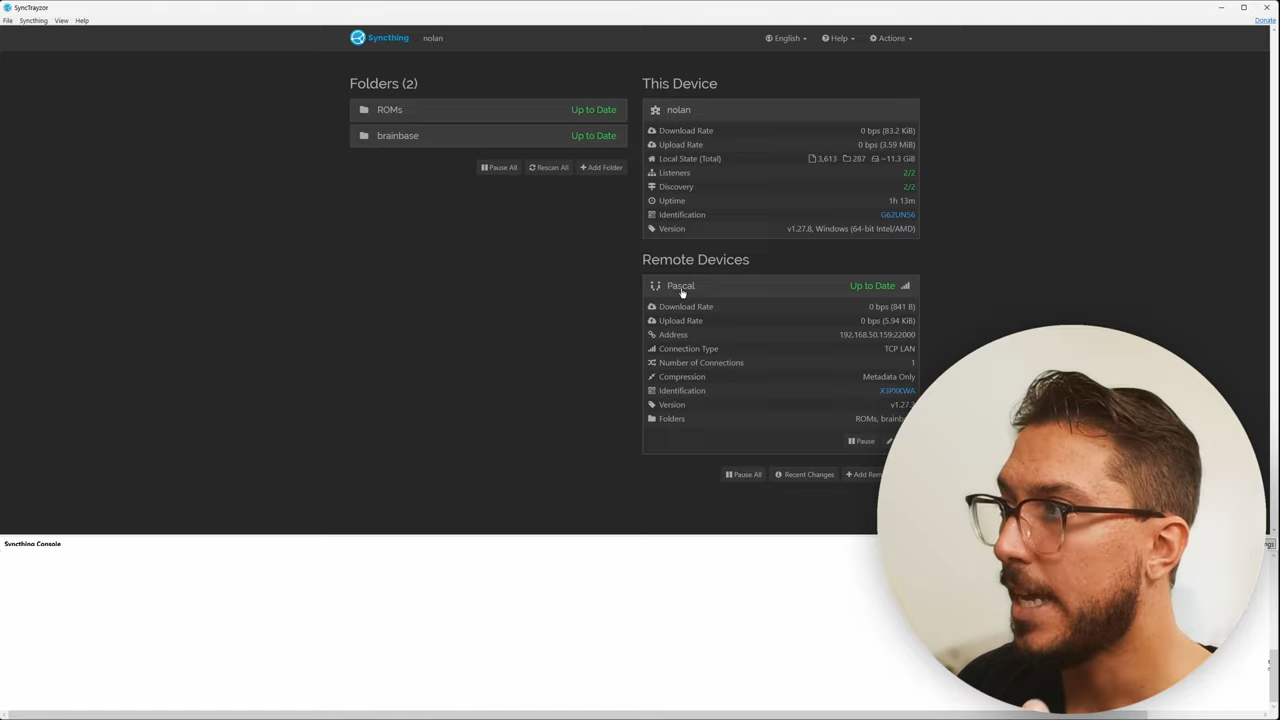 SyncTrayzor
File Syncthing View Help Donate
Syncthing nolan English Help Actions
Folders (2)
ROMs Up to Date
brainbase Up to Date
Pause All Rescan All Add Folder
This Device
nolan
Download Rate 0 bps (83.2 KiB)
Upload Rate 0 bps (3.59 MiB)
Local State (Total) 3,613 287 ~11.3 GiB
Listeners 2/2
Discovery 2/2
Uptime 1h 13m
Identification G62UN56
Version v1.27.8, Windows (64-bit Intel/AMD)
Remote Devices
Pascal Up to Date
Download Rate 0 bps (841 B)
Upload Rate 0 bps (5.94 KiB)
Address 192.168.50.159:22000
Connection Type TCP LAN
Number of Connections 1
Compression Metadata Only
Identification X3PXKWA
Version v1.27.
Folders ROMs,
Pause
Pause All Recent Changes Add
Syncthing Console